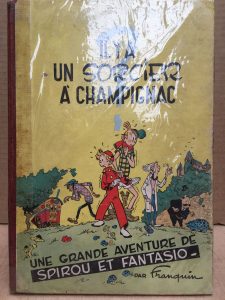 IL Y A
UN SORCIER
À CHAMPIGNAC
UNE GRANDE AVENTURE DE
SPIROU ET FANTASIO
PAR Franquin